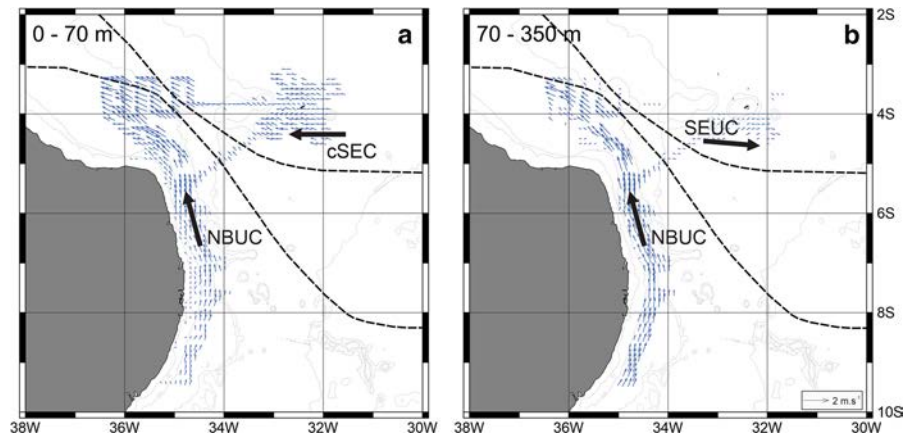 0 - 70 m
a
cSEC
NBUC
38W 36W 34W 32W 30W
70 - 350 m
b
SEUC
NBUC
2 m.s⁻¹
2S
4S
6S
8S
10S
38W 36W 34W 32W 30W